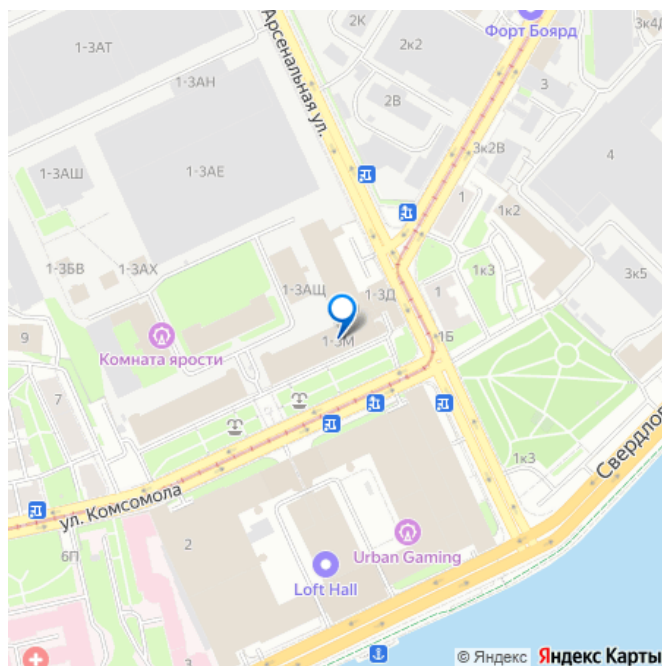 Форт Боярд
2К
3к4Д
1-3АТ
2к2
Арсенальная ул.
1-3АН
3
2В
3к2В
4
1-3АШ
1-3АЕ
1
1к2
1-3БВ
1-3АХ
1к3
3к5
1-3АЩ
1-3Д
1
9
1-3М
1Б
Комната ярости
7
1к3
Свердлов
ул. Комсомола
2
Urban Gaming
6П
Loft Hall
3
© Яндекс Яндекс Карты